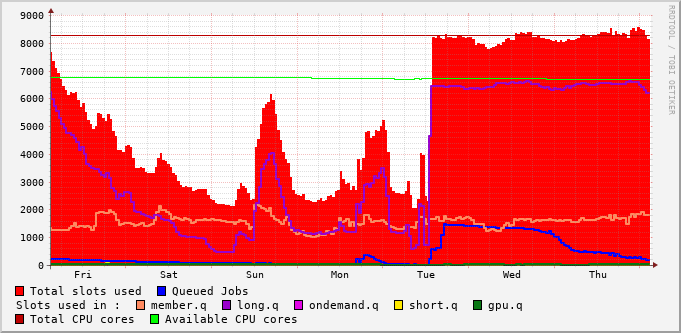 9000
8000
7000
6000
5000
4000
3000
2000
1000
0
Fri Sat Sun Mon Tue Wed Thu
RRDTOOL / TOBI OETIKER
Total slots used Queued Jobs
Slots used in : member.q long.q ondemand.q short.q gpu.q
Total CPU cores Available CPU cores